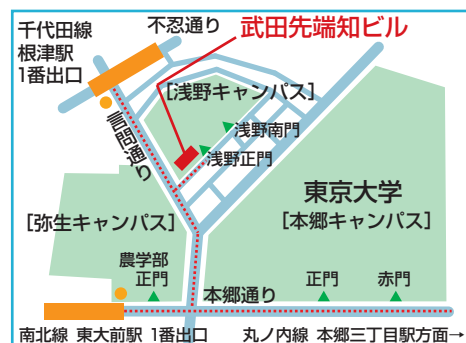 千代田線
根津駅
1番出口
不忍通り
武田先端知ビル
[浅野キャンパス]
浅野南門
浅野正門
言問通り
東京大学
[本郷キャンパス]
[弥生キャンパス]
農学部
正門
本郷通り
正門
赤門
南北線 東大前駅 1番出口
丸ノ内線 本郷三丁目駅方面→